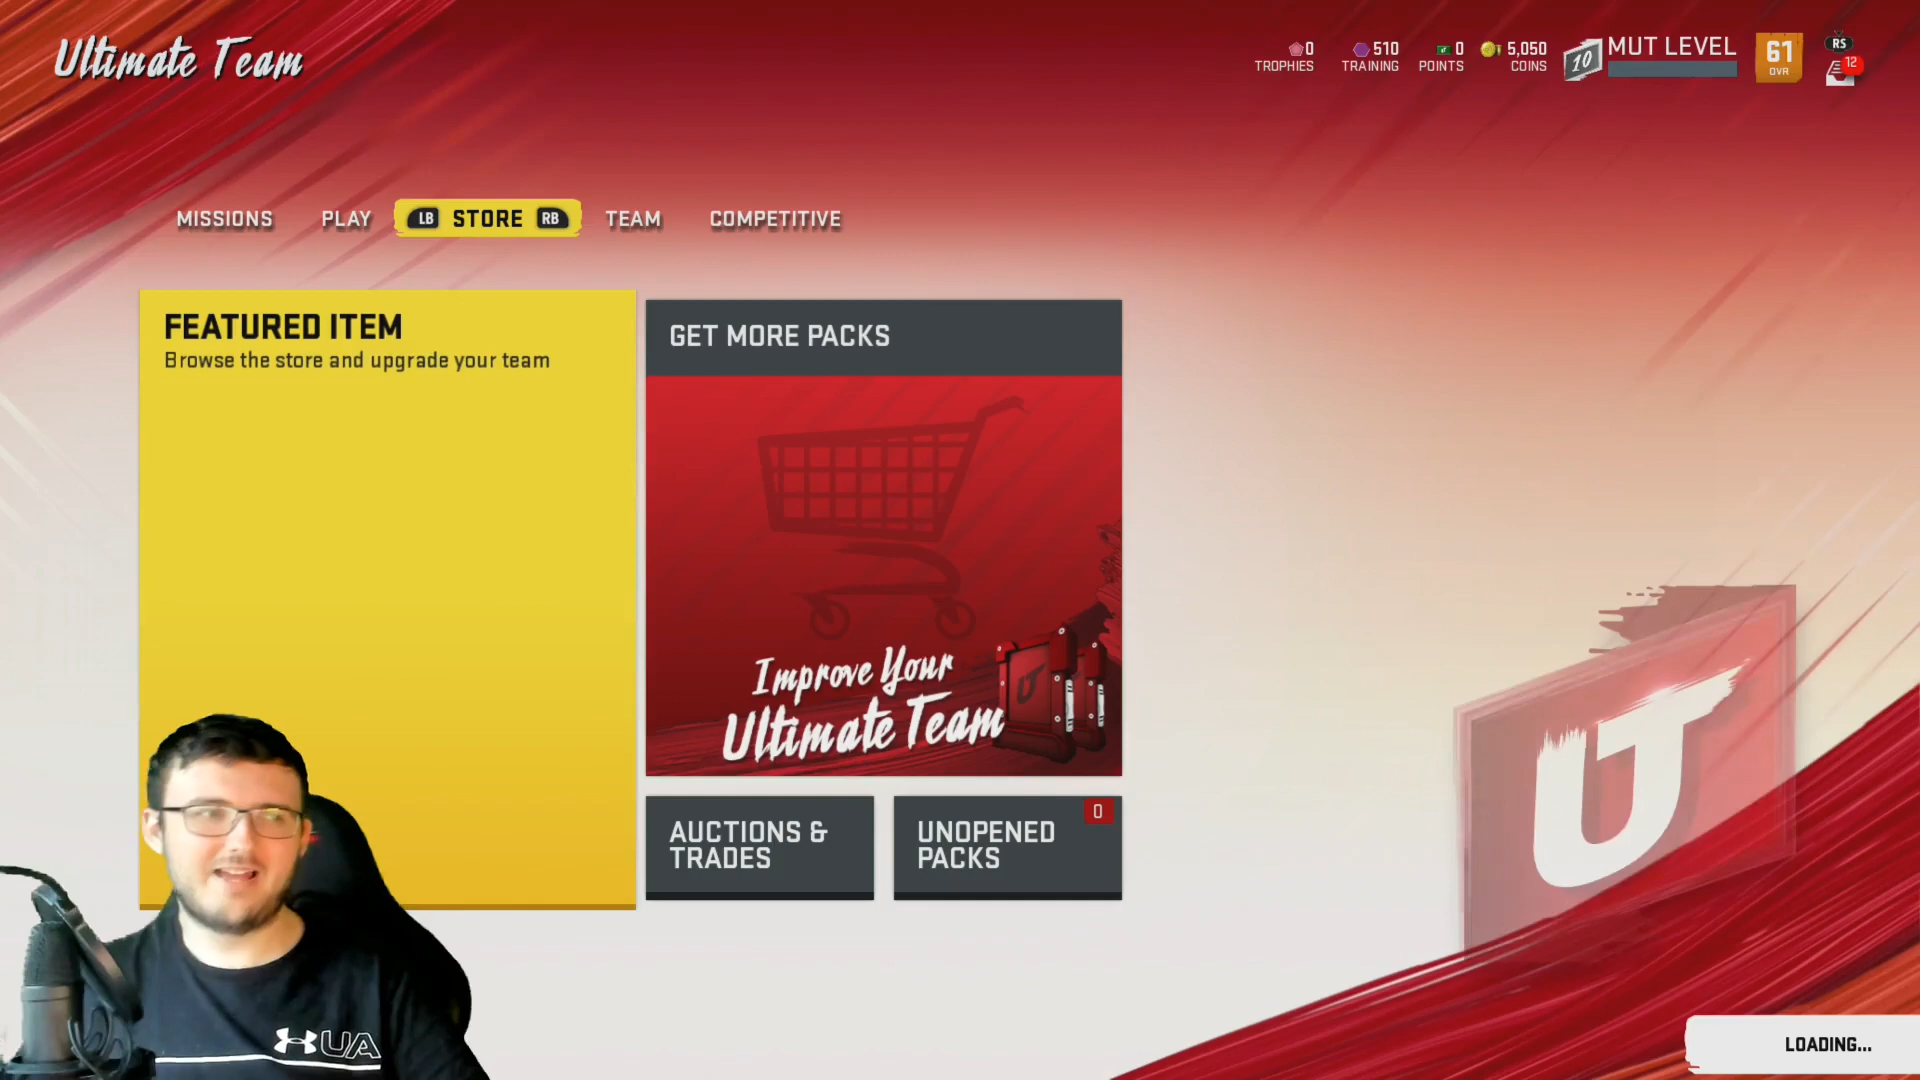 Ultimate Team
0 TROPHIES
510 TRAINING
0 POINTS
5,050 COINS
10
MUT LEVEL
61 OVR
RS
12
MISSIONS
PLAY
LB STORE RB
TEAM
COMPETITIVE
FEATURED ITEM
Browse the store and upgrade your team
GET MORE PACKS
Improve Your
Ultimate Team
UT
AUCTIONS &
TRADES
UNOPENED
PACKS
0
UT
UA
LOADING...